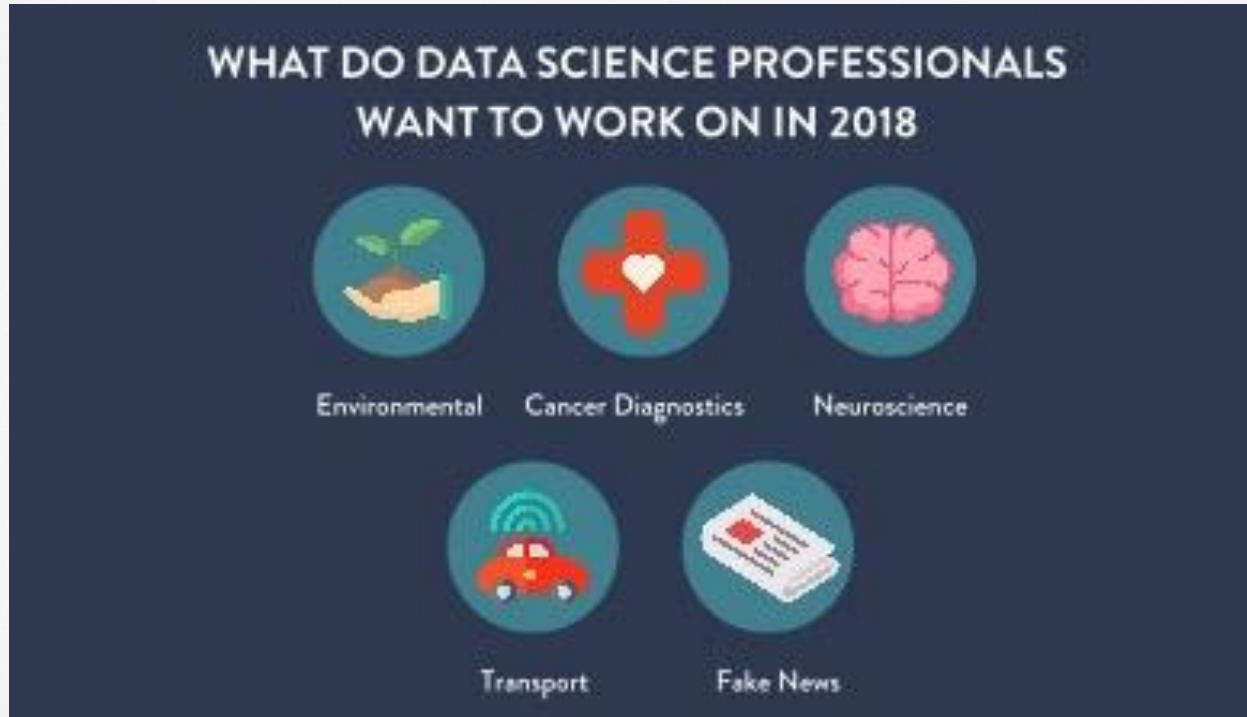 WHAT DO DATA SCIENCE PROFESSIONALS
WANT TO WORK ON IN 2018
Environmental
Cancer Diagnostics
Neuroscience
Transport
Fake News